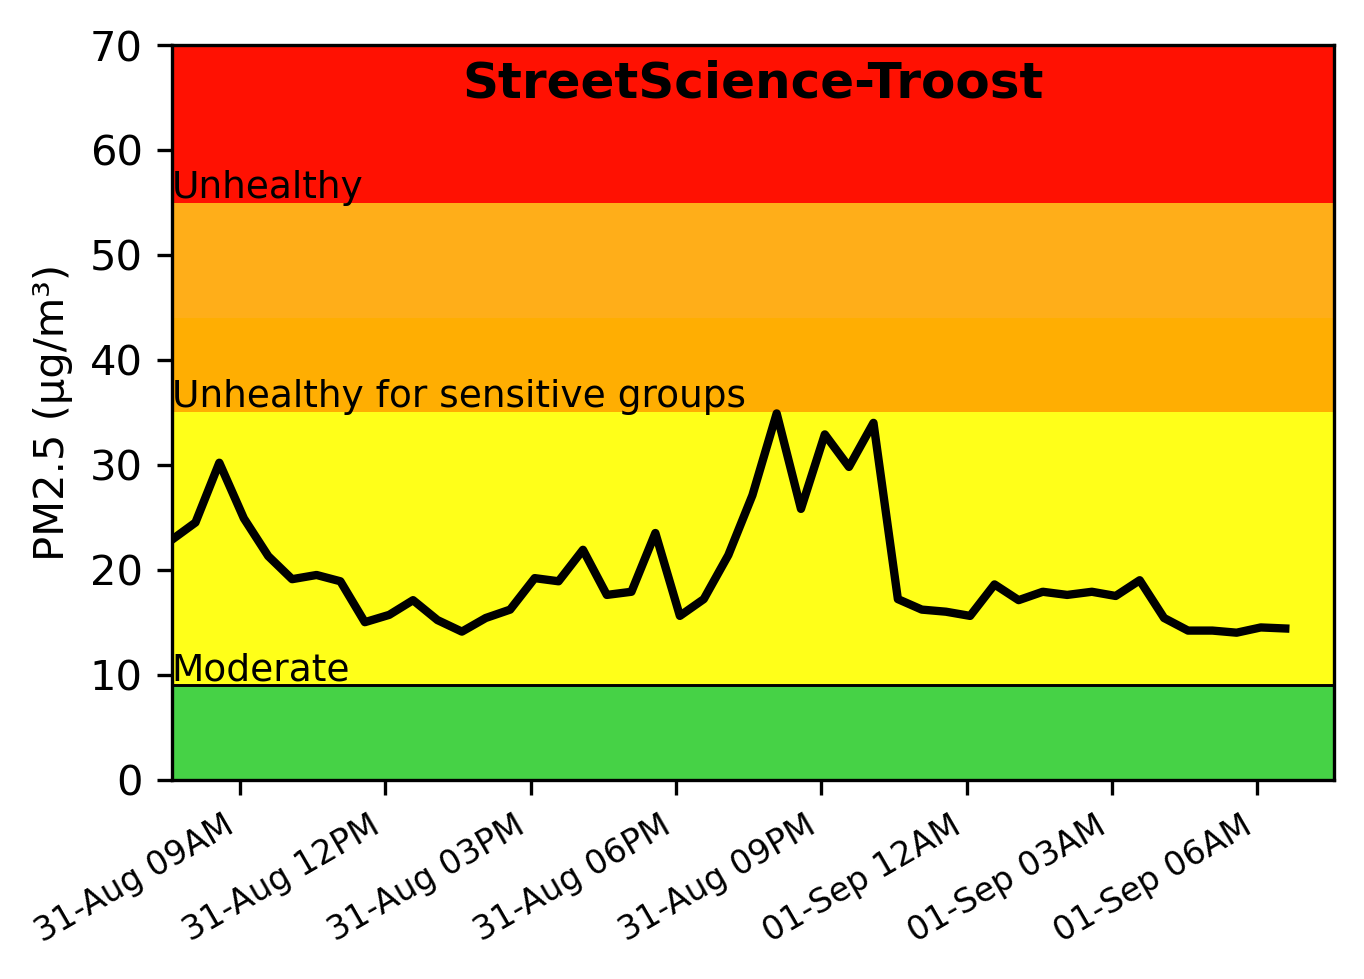 StreetScience-Troost
70
60
50
40
30
20
10
0
PM2.5 (µg/m³)
Unhealthy
Unhealthy for sensitive groups
Moderate
31-Aug 09AM
31-Aug 12PM
31-Aug 03PM
31-Aug 06PM
31-Aug 09PM
01-Sep 12AM
01-Sep 03AM
01-Sep 06AM